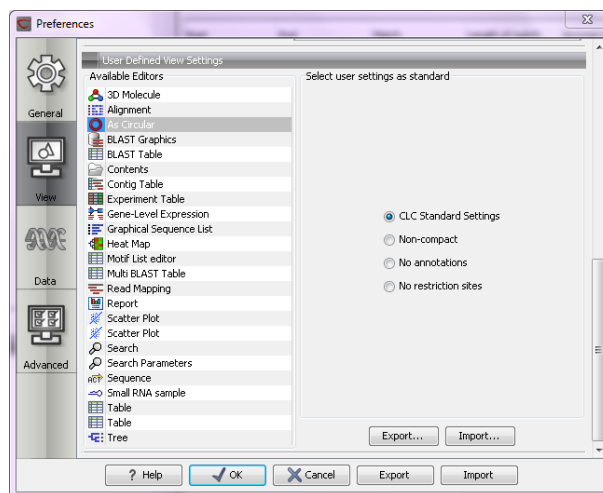 Preferences
General
View
Data
Advanced
User Defined View Settings
Available Editors
3D Molecule
Alignment
As Circular
BLAST Graphics
BLAST Table
Contents
Contig Table
Experiment Table
Gene-Level Expression
Graphical Sequence List
Heat Map
Motif List editor
Multi BLAST Table
Read Mapping
Report
Scatter Plot
Scatter Plot
Search
Search Parameters
Sequence
Small RNA sample
Table
Table
Tree
Select user settings as standard
CLC Standard Settings
Non-compact
No annotations
No restriction sites
Export... Import...
? Help OK Cancel Export Import